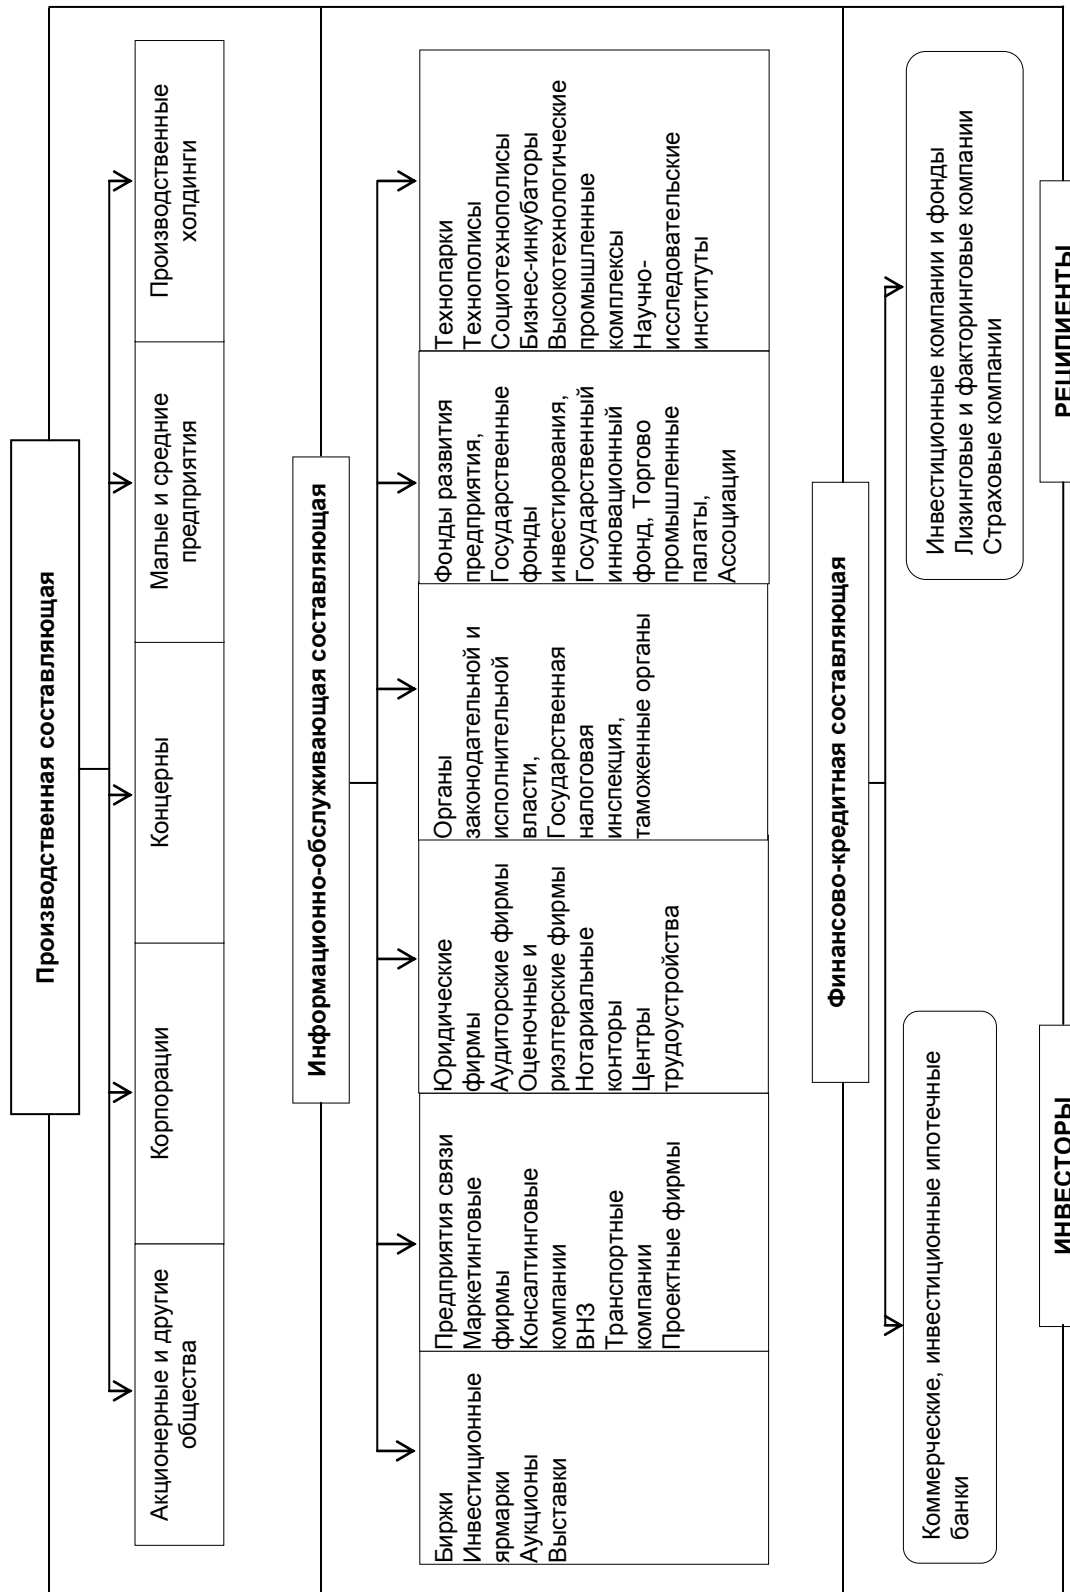 Производственная составляющая
Акционерные и другие
общества
Корпорации
Концерны
Малые и средние
предприятия
Производственные
холдинги
Информационно-обслуживающая составляющая
Биржи
Инвестиционные
ярмарки
Аукционы
Выставки
Предприятия связи
Маркетинговые
фирмы
Консалтинговые
компании
ВНЗ
Транспортные
компании
Проектные фирмы
Юридические
фирмы
Аудиторские фирмы
Оценочные и
риэлтерские фирмы
Нотариальные
конторы
Центры
трудоустройства
Органы
законодательной и
исполнительной
власти,
Государственная
налоговая
инспекция,
таможенные органы
Фонды развития
предприятия,
Государственные
фонды
инвестирования,
Государственный
инновационный
фонд, Торгово
промышленные
палаты,
Ассоциации
Технопарки
Технополисы
Социотехнополисы
Бизнес-инкубаторы
Высокотехнологические
промышленные
комплексы
Научно-
исследовательские
институты
Финансово-кредитная составляющая
Коммерческие, инвестиционные ипотечные
банки
Инвестиционные компании и фонды
Лизинговые и факторинговые компании
Страховые компании
ИНВЕСТОРЫ
РЕЦИПИЕНТЫ